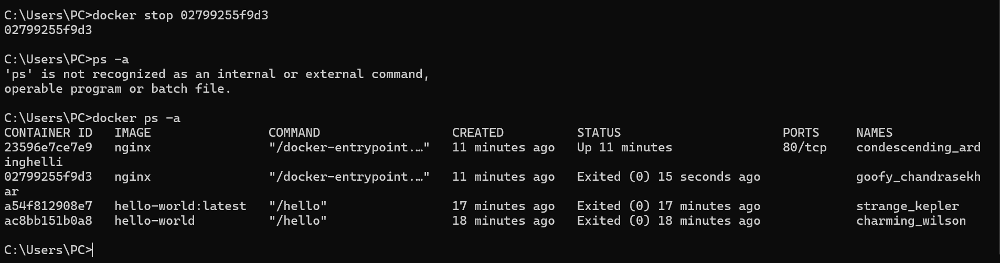 C:\Users\PC>docker stop 02799255f9d3
02799255f9d3
C:\Users\PC>ps -a
'ps' is not recognized as an internal or external command,
operable program or batch file.
C:\Users\PC>docker ps -a
CONTAINER ID   IMAGE                COMMAND                  CREATED          STATUS                      PORTS     NAMES
23596e7ce7e9   nginx                "/docker-entrypoint.…"   11 minutes ago   Up 11 minutes               80/tcp    condescending_ard
inghelli
02799255f9d3   nginx                "/docker-entrypoint.…"   11 minutes ago   Exited (0) 15 seconds ago             goofy_chandrasekh
ar
a54f812908e7   hello-world:latest   "/hello"                 17 minutes ago   Exited (0) 17 minutes ago             strange_kepler
ac8bb151b0a8   hello-world          "/hello"                 18 minutes ago   Exited (0) 18 minutes ago             charming_wilson
C:\Users\PC>